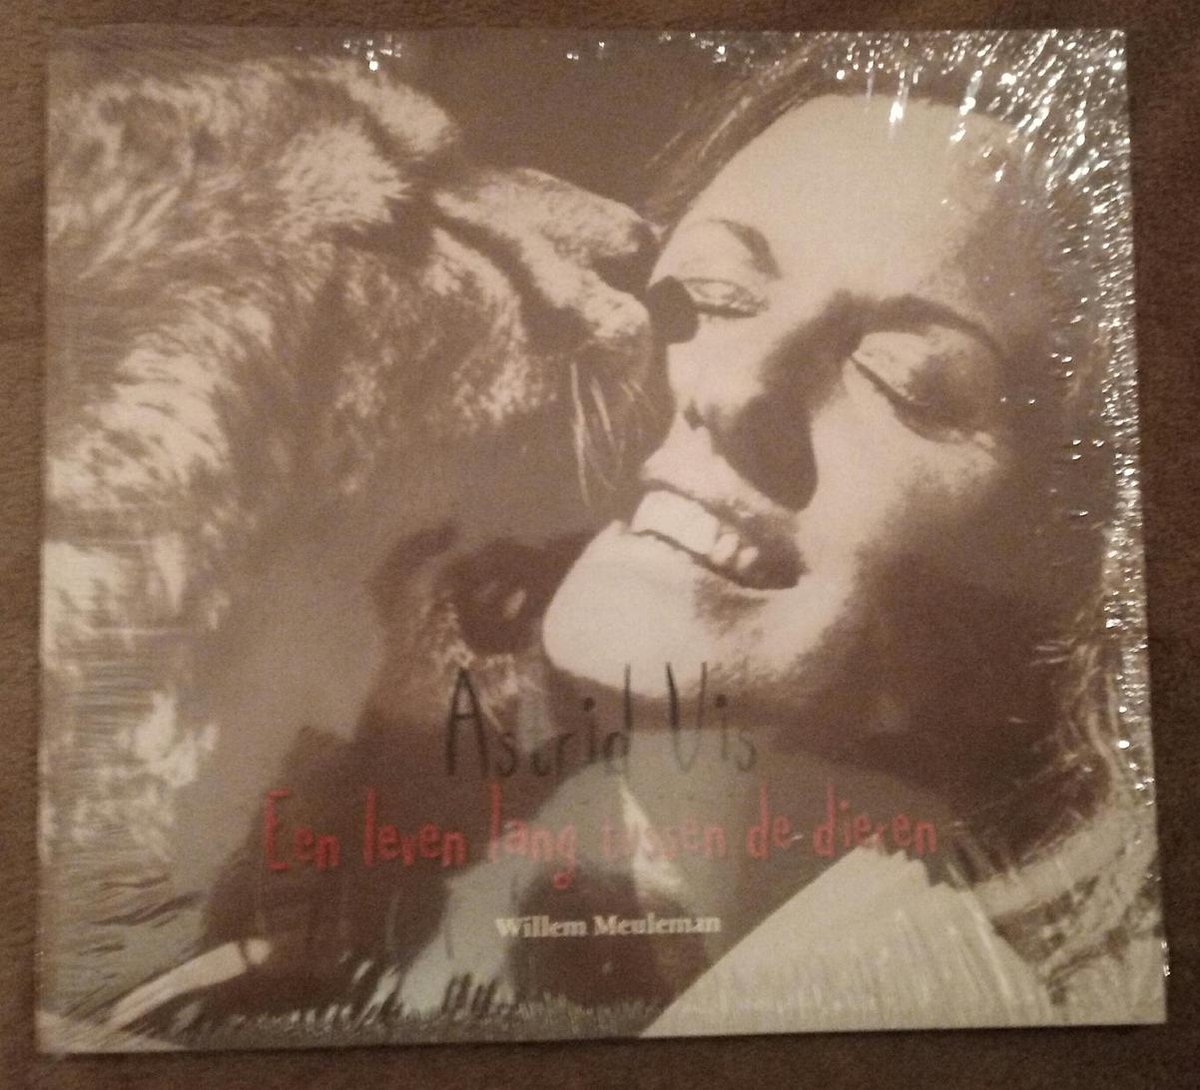 Astrid Vis
Een leven lang tussen de dieren
Willem Meuleman